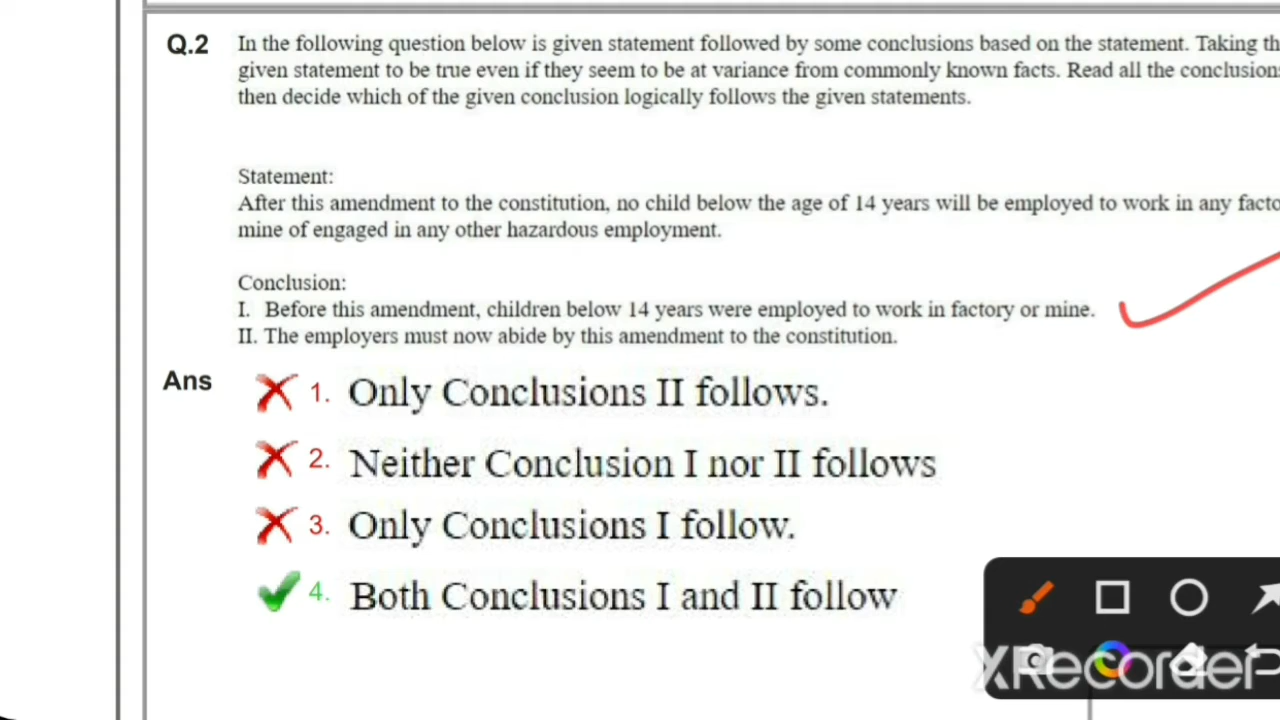 Q.2 In the following question below is given statement followed by some conclusions based on the statement. Taking th
given statement to be true even if they seem to be at variance from commonly known facts. Read all the conclusion
then decide which of the given conclusion logically follows the given statements.
Statement:
After this amendment to the constitution, no child below the age of 14 years will be employed to work in any facto
mine of engaged in any other hazardous employment.
Conclusion:
I. Before this amendment, children below 14 years were employed to work in factory or mine.
II. The employers must now abide by this amendment to the constitution.
Ans 1. Only Conclusions II follows.
2. Neither Conclusion I nor II follows
3. Only Conclusions I follow.
4. Both Conclusions I and II follow
XRecorder